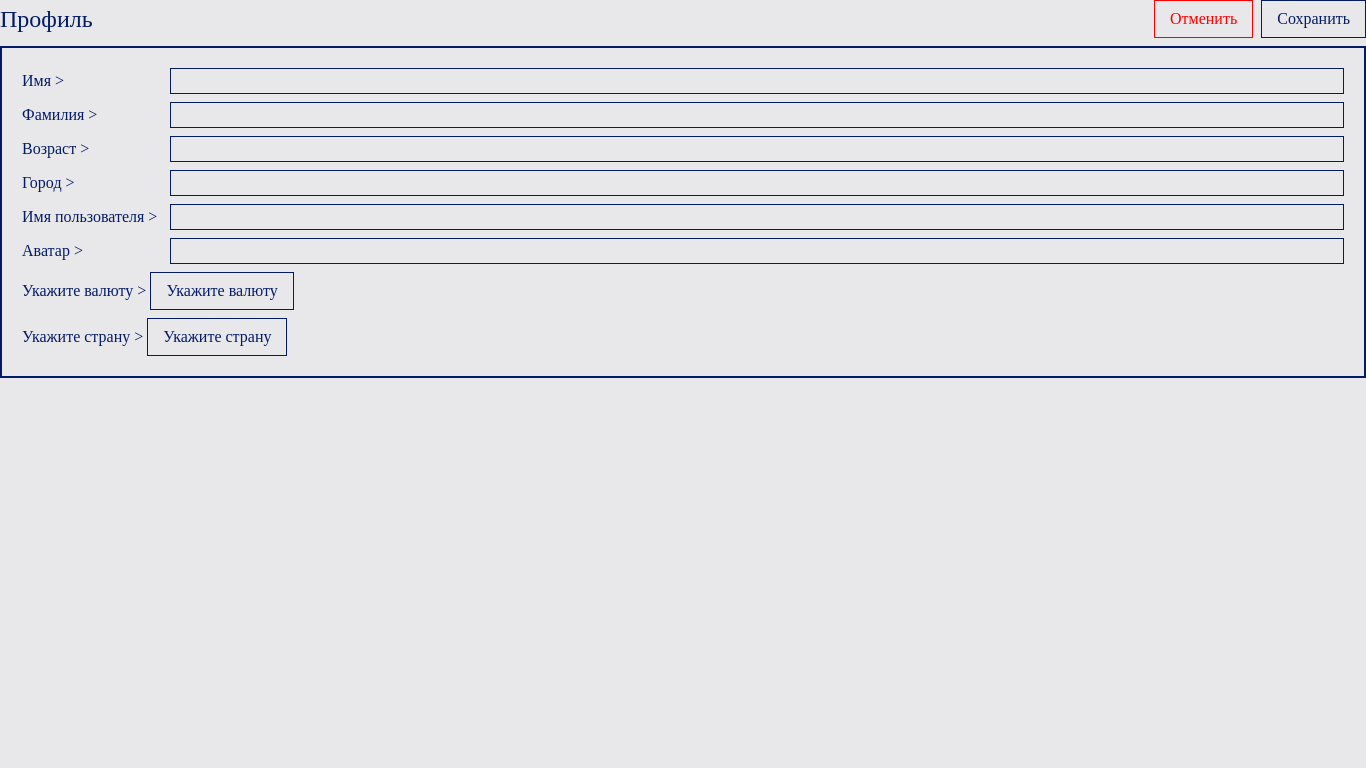 Профиль Отменить Сохранить
Имя >
Фамилия >
Возраст >
Город >
Имя пользователя >
Аватар >
Укажите валюту > Укажите валюту
Укажите страну > Укажите страну